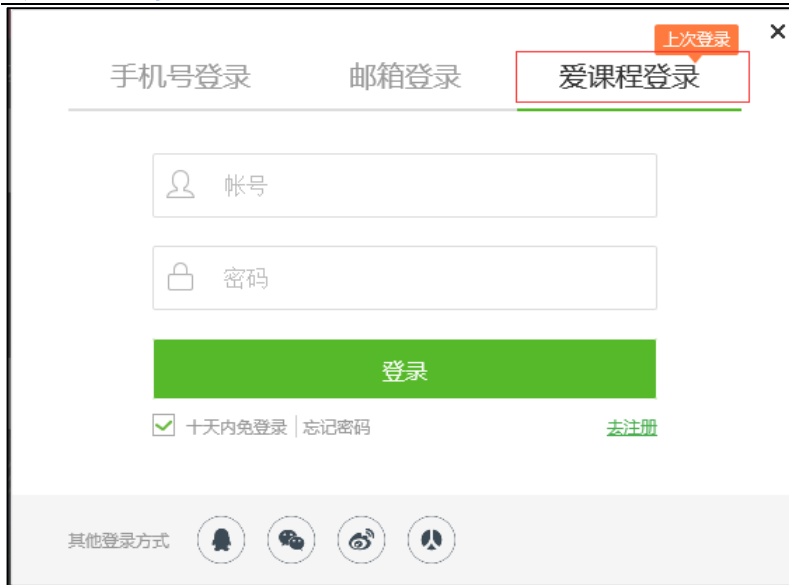 上次登录
手机号登录 邮箱登录 爱课程登录
帐号
密码
登录
十天内免登录 忘记密码 去注册
其他登录方式